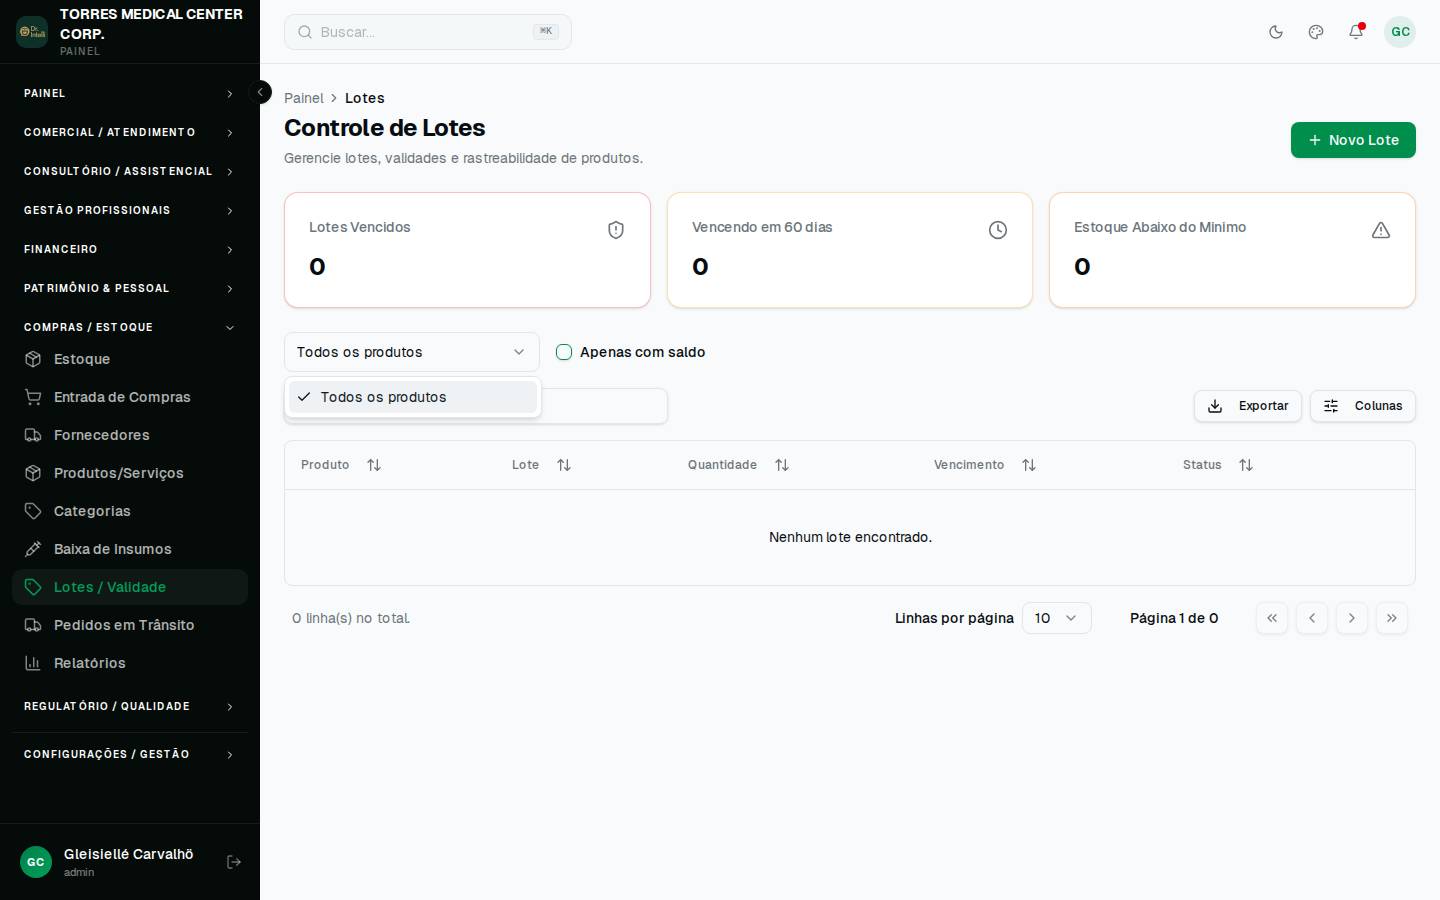 TORRES MEDICAL CENTER CORP.
PAINEL
Buscar...
⌘K
GC
PAINEL
COMERCIAL / ATENDIMENTO
CONSULTÓRIO / ASSISTENCIAL
GESTÃO PROFISSIONAIS
FINANCEIRO
PATRIMÔNIO & PESSOAL
COMPRAS / ESTOQUE
Estoque
Entrada de Compras
Fornecedores
Produtos/Serviços
Categorias
Baixa de Insumos
Lotes / Validade
Pedidos em Trânsito
Relatórios
REGULATÓRIO / QUALIDADE
CONFIGURAÇÕES / GESTÃO
GC
Gleisiellé Carvalhö
admin
Painel
Lotes
Controle de Lotes
Gerencie lotes, validades e rastreabilidade de produtos.
Novo Lote
Lotes Vencidos
0
Vencendo em 60 dias
0
Estoque Abaixo do Minimo
0
Todos os produtos
Apenas com saldo
Todos os produtos
Exportar
Colunas
Produto
Lote
Quantidade
Vencimento
Status
Nenhum lote encontrado.
0 linha(s) no total.
Linhas por página
10
Página 1 de 0